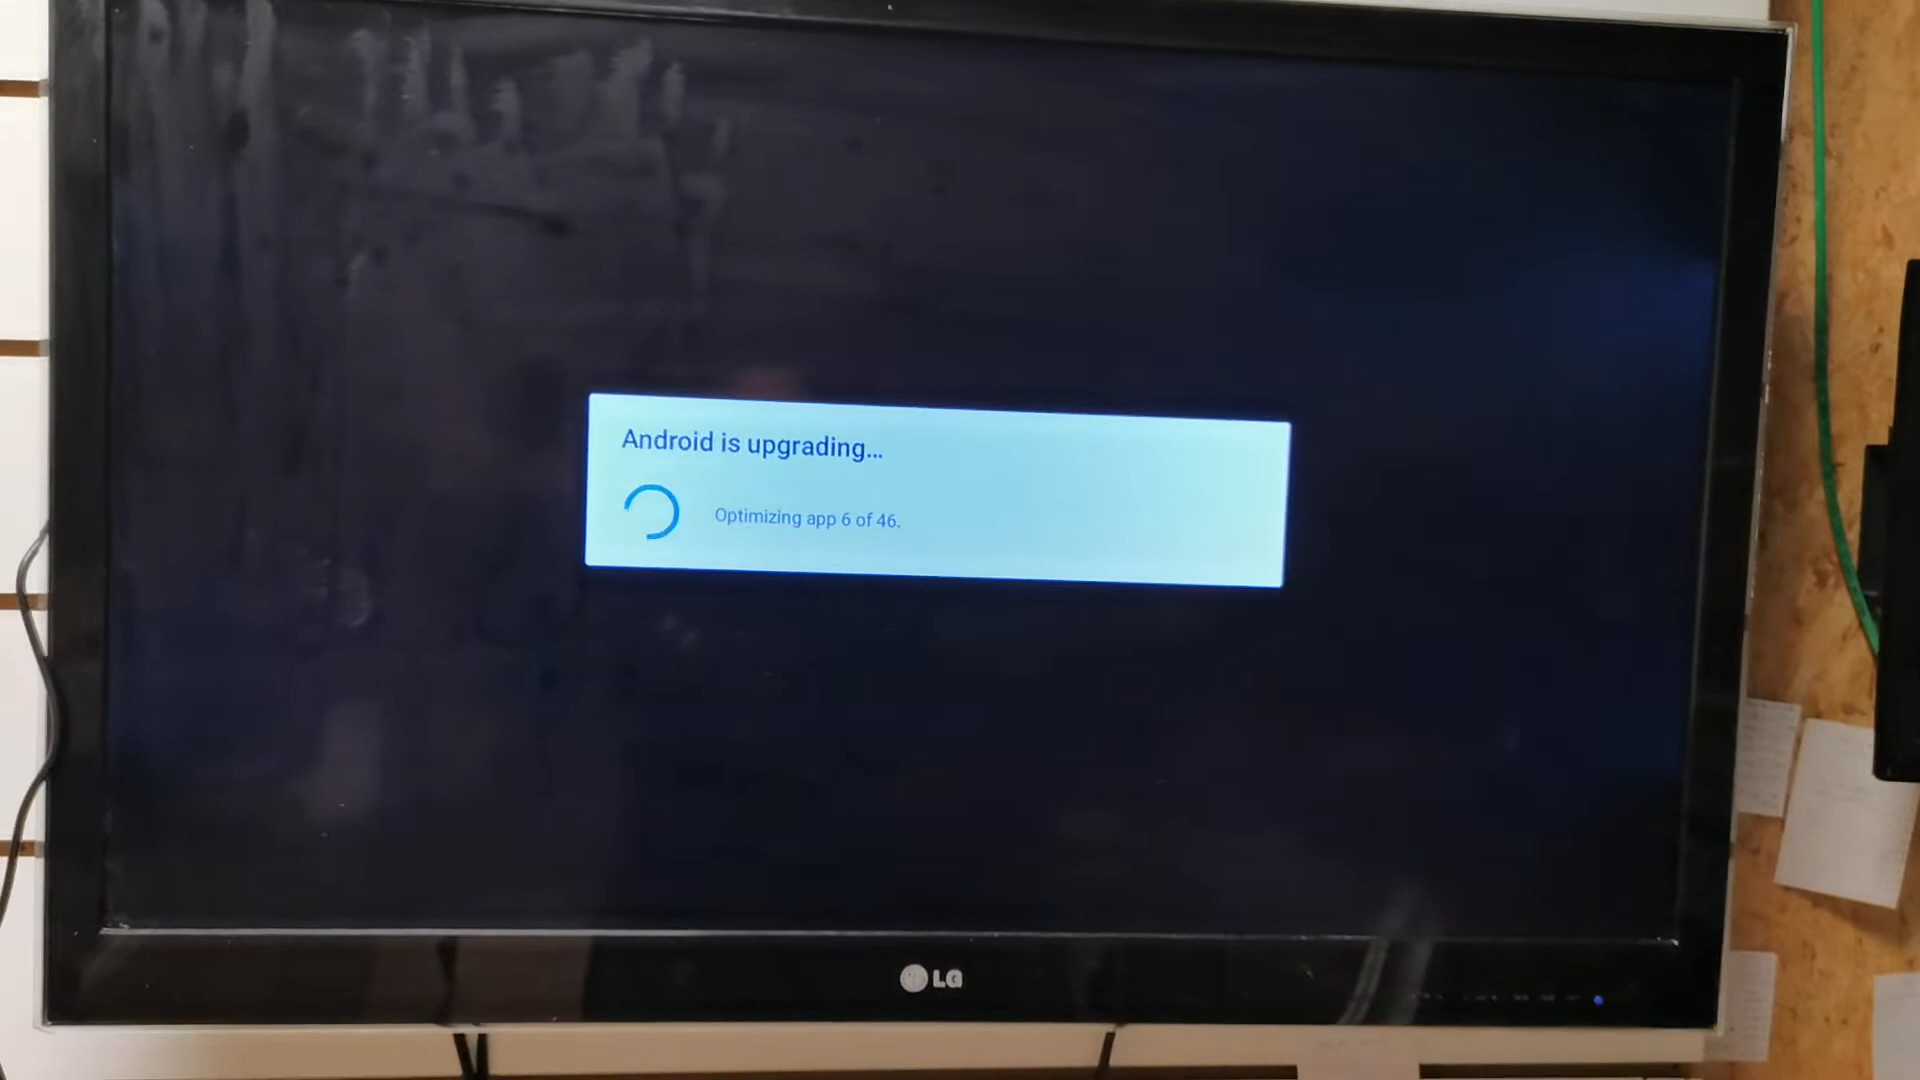 Android is upgrading...
Optimizing app 6 of 46.
LG